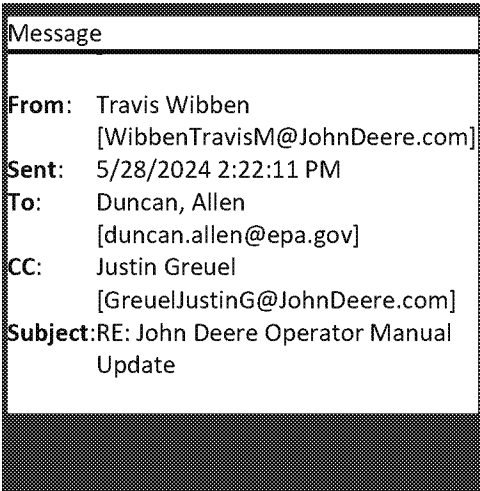 Message
From: Travis Wibben
[WibbenTravisM@JohnDeere.com]
Sent: 5/28/2024 2:22:11 PM
To: Duncan, Allen
[duncan.allen@epa.gov]
CC: Justin Greuel
[GreuelJustinG@JohnDeere.com]
Subject:RE: John Deere Operator Manual
Update